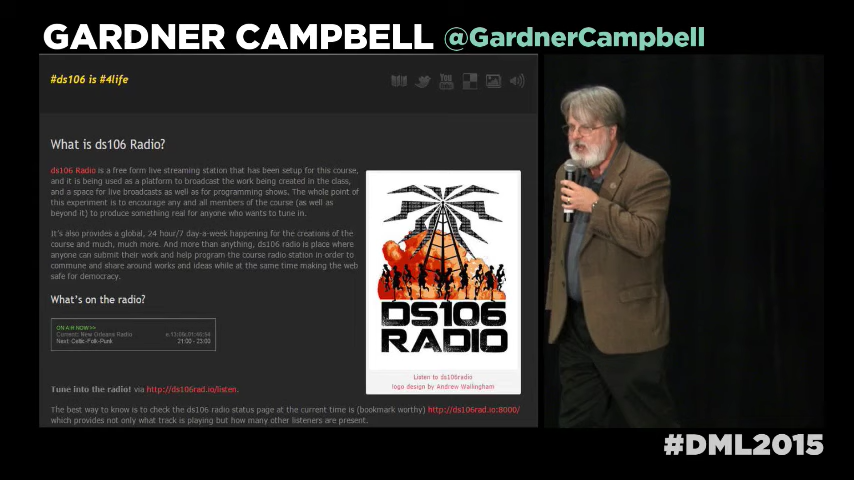 GARDNER CAMPBELL @GardnerCampbell
#ds106 is #4life
What is ds106 Radio?
ds106 Radio is a free form live streaming station that has been setup for this course,
and it is being used as a platform to broadcast the work being created in the class,
and a space for live broadcasts as well as for programming shows. The whole point of
this experiment is to encourage any and all members of the course (as well as
beyond it) to produce something real for anyone who wants to tune in.
It's also provides a global, 24 hour/7 day-a-week happening for the creations of the
course and much, much more. And more than anything, ds106 radio is place where
anyone can submit their work and help program the course radio station in order to
commune and share around works and ideas while at the same time making the web
safe for democracy.
DS106
RADIO
Listen to ds106radio
logo design by Andrew Wallingham
What's on the radio?
ON AIR NOW >>
Current: New Orleans Radio
Next: Celtic-Folk-Punk 21:00 - 23:00
Tune into the radio! via http://ds106rad.io/listen.
The best way to know is to check the ds106 radio status page at the current time is (bookmark worthy) http://ds106rad.io:8000/
which provides not only what track is playing but how many other listeners are present.
#DML2015